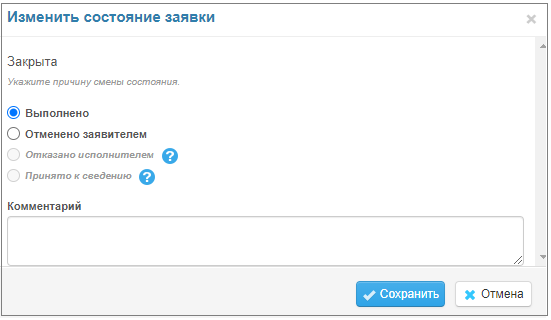 Изменить состояние заявки
Закрыта
Укажите причину смены состояния.
Выполнено
Отменено заявителем
Отказано исполнителем ?
Принято к сведению ?
Комментарий
Сохранить Отмена